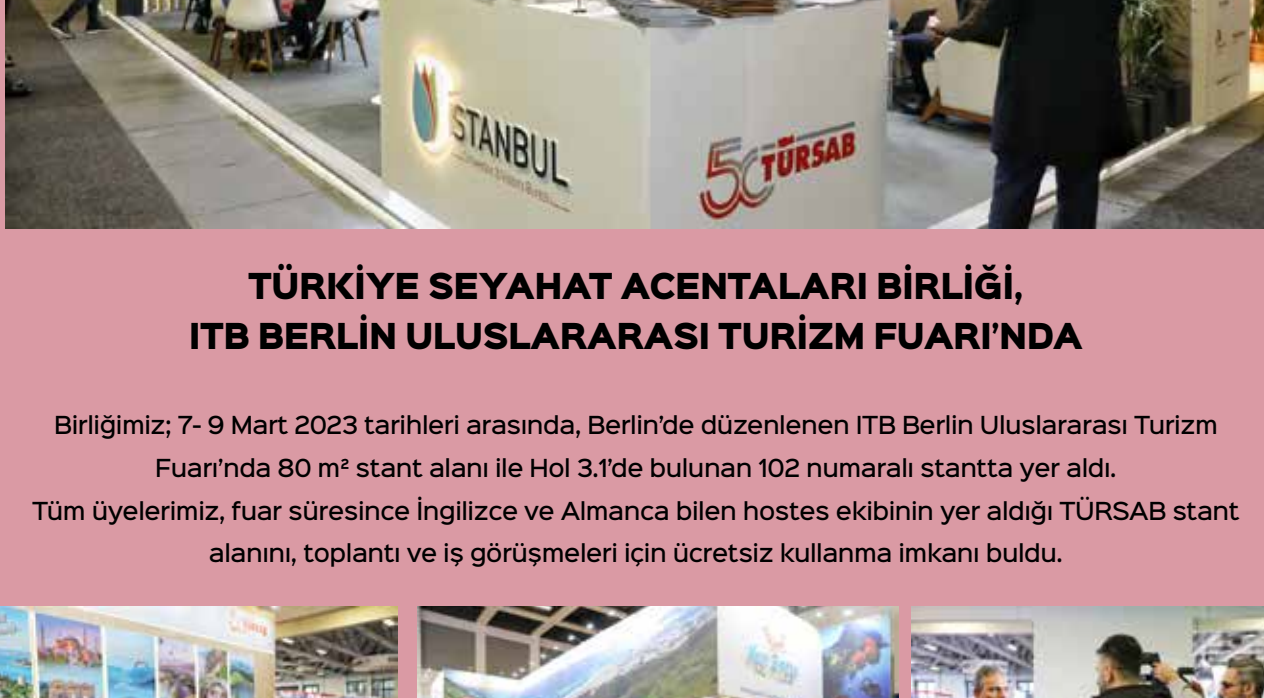 STANBUL
50 TÜRSAB
TÜRKİYE SEYAHAT ACENTALARI BİRLİĞİ,
ITB BERLİN ULUSLARARASI TURİZM FUARI’NDA
Birliğimiz; 7- 9 Mart 2023 tarihleri arasında, Berlin’de düzenlenen ITB Berlin Uluslararası Turizm
Fuarı’nda 80 m² stant alanı ile Hol 3.1’de bulunan 102 numaralı stantta yer aldı.
Tüm üyelerimiz, fuar süresince İngilizce ve Almanca bilen hostes ekibinin yer aldığı TÜRSAB stant
alanını, toplantı ve iş görüşmeleri için ücretsiz kullanma imkanı buldu.